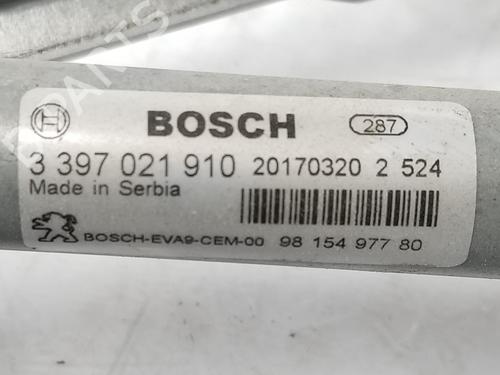 BOSCH 287
3 397 021 910 20170320 2 524
Made in Serbia
BOSCH-EVA9-CEM-00 98 154 977 80